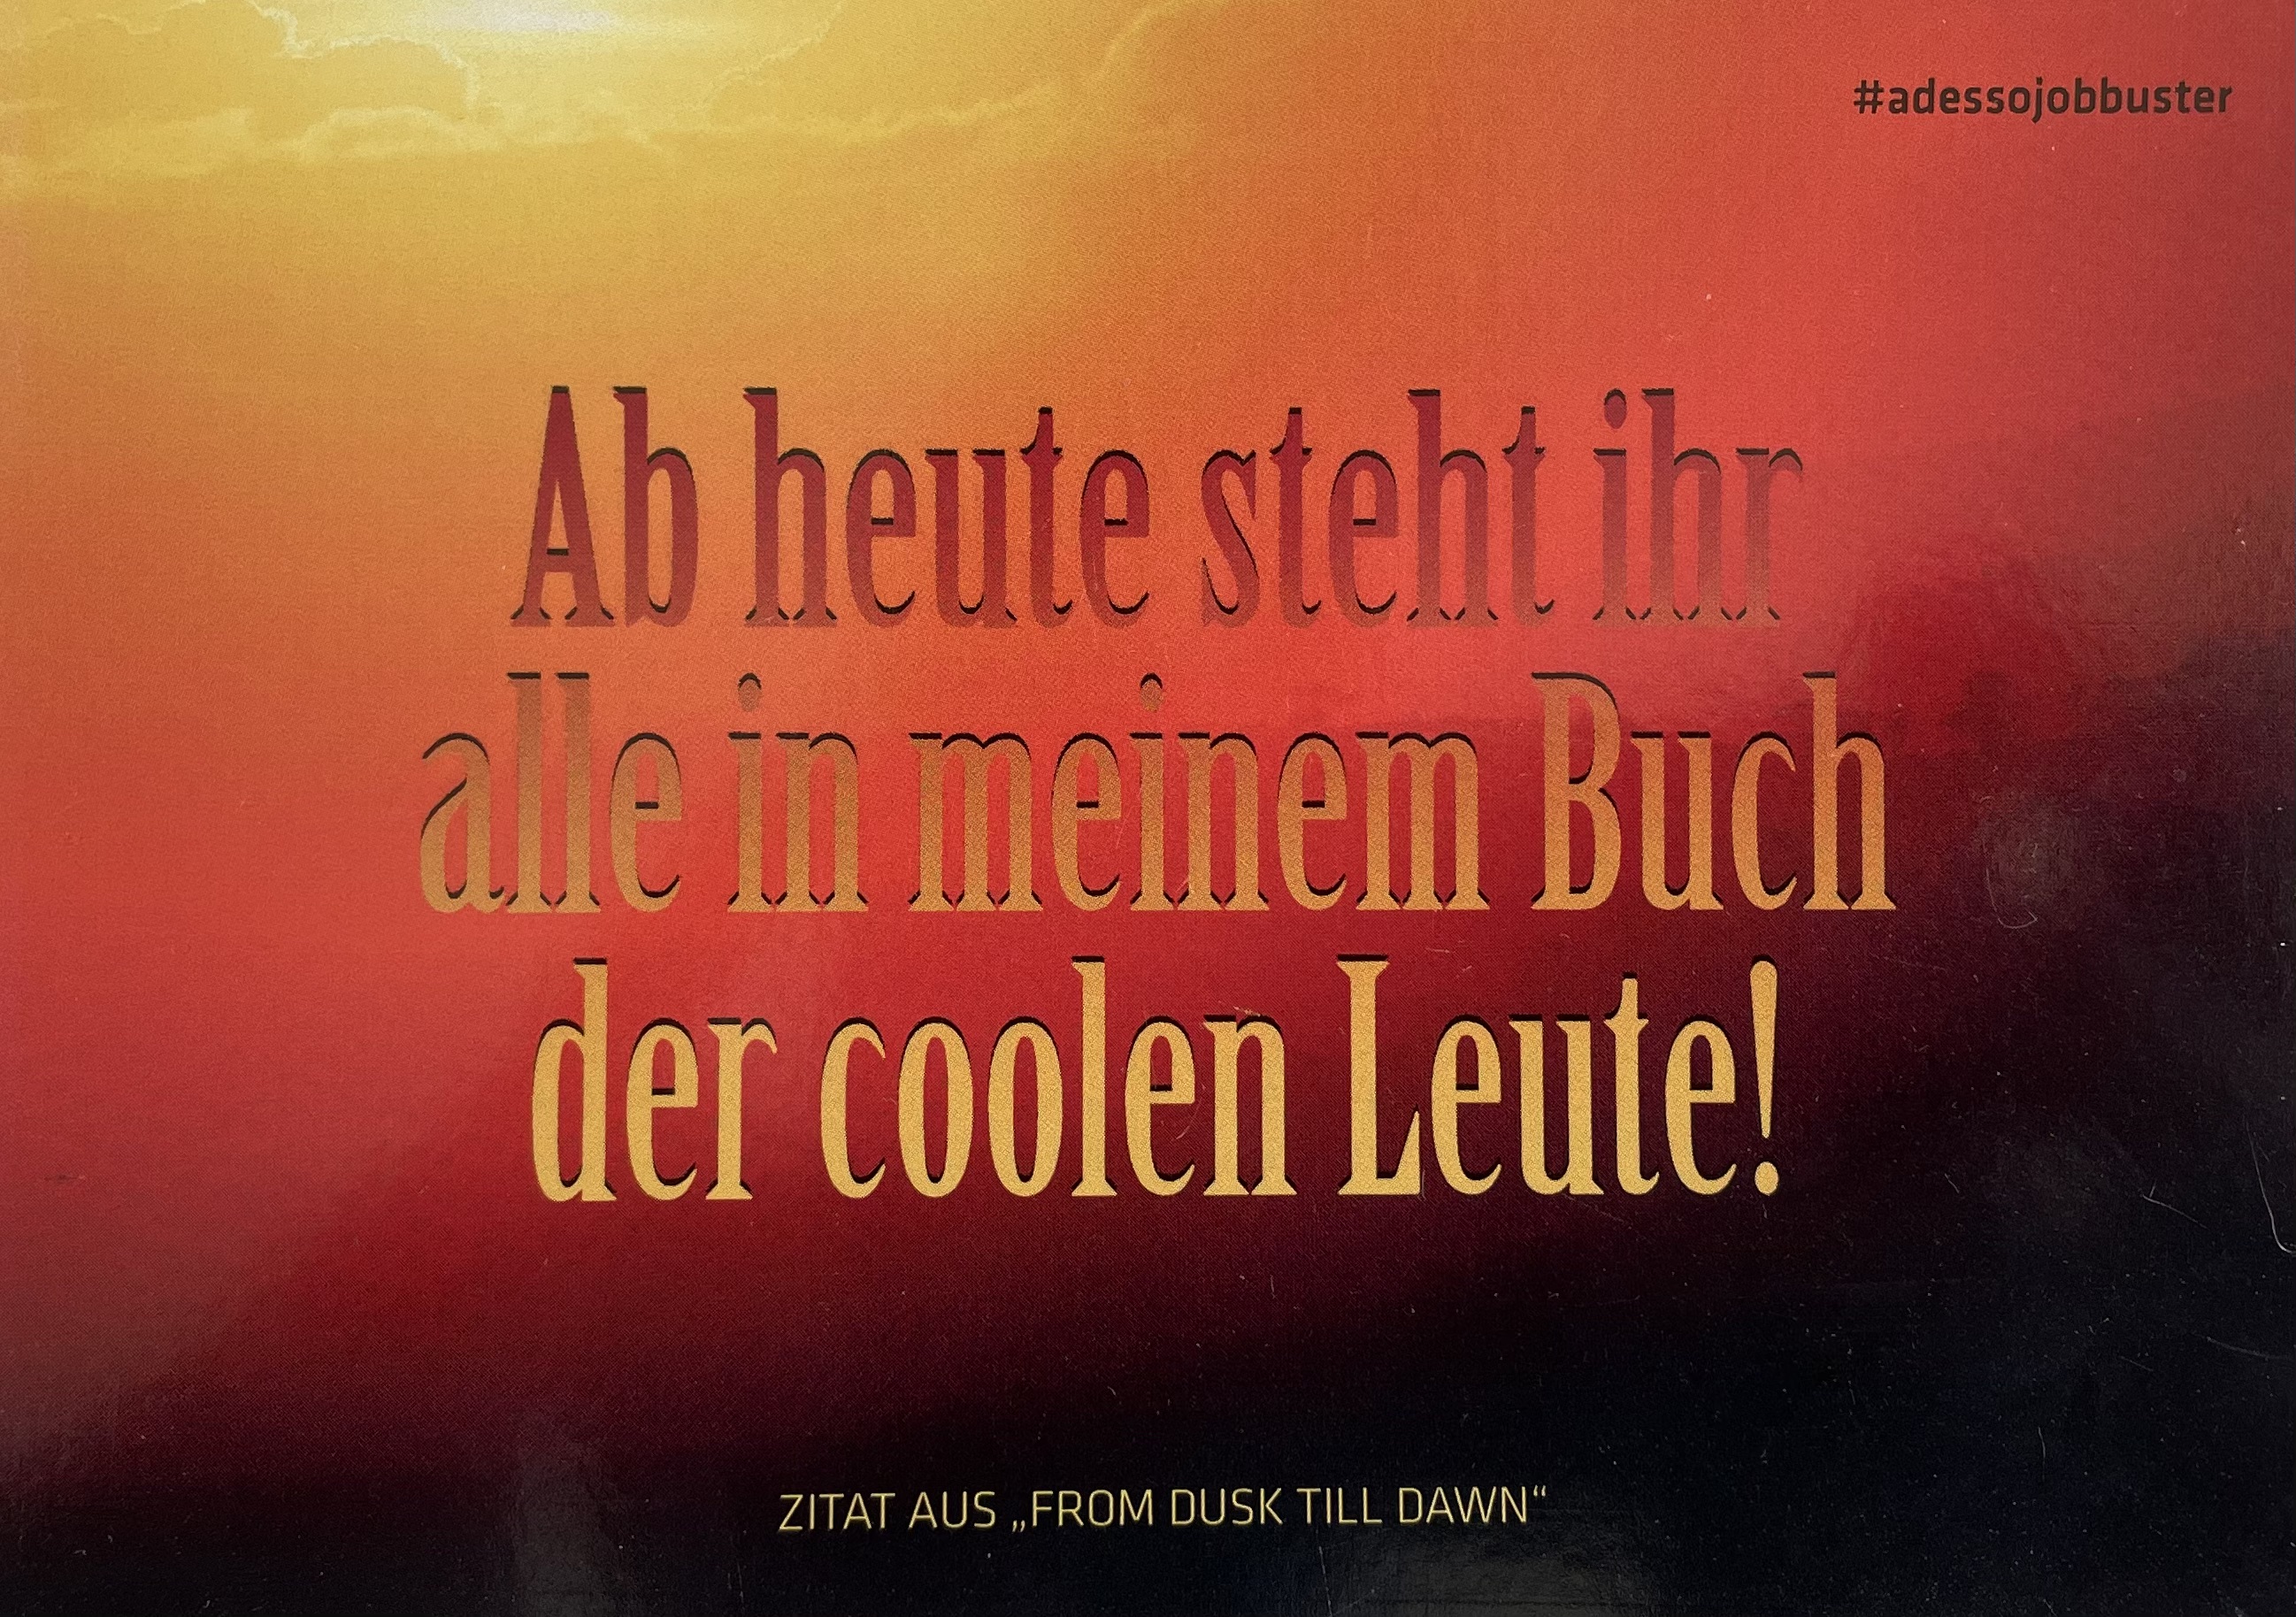 #adessojobbuster
Ab heute steht ihr
alle in meinem Buch
der coolen Leute!
ZITAT AUS „FROM DUSK TILL DAWN“